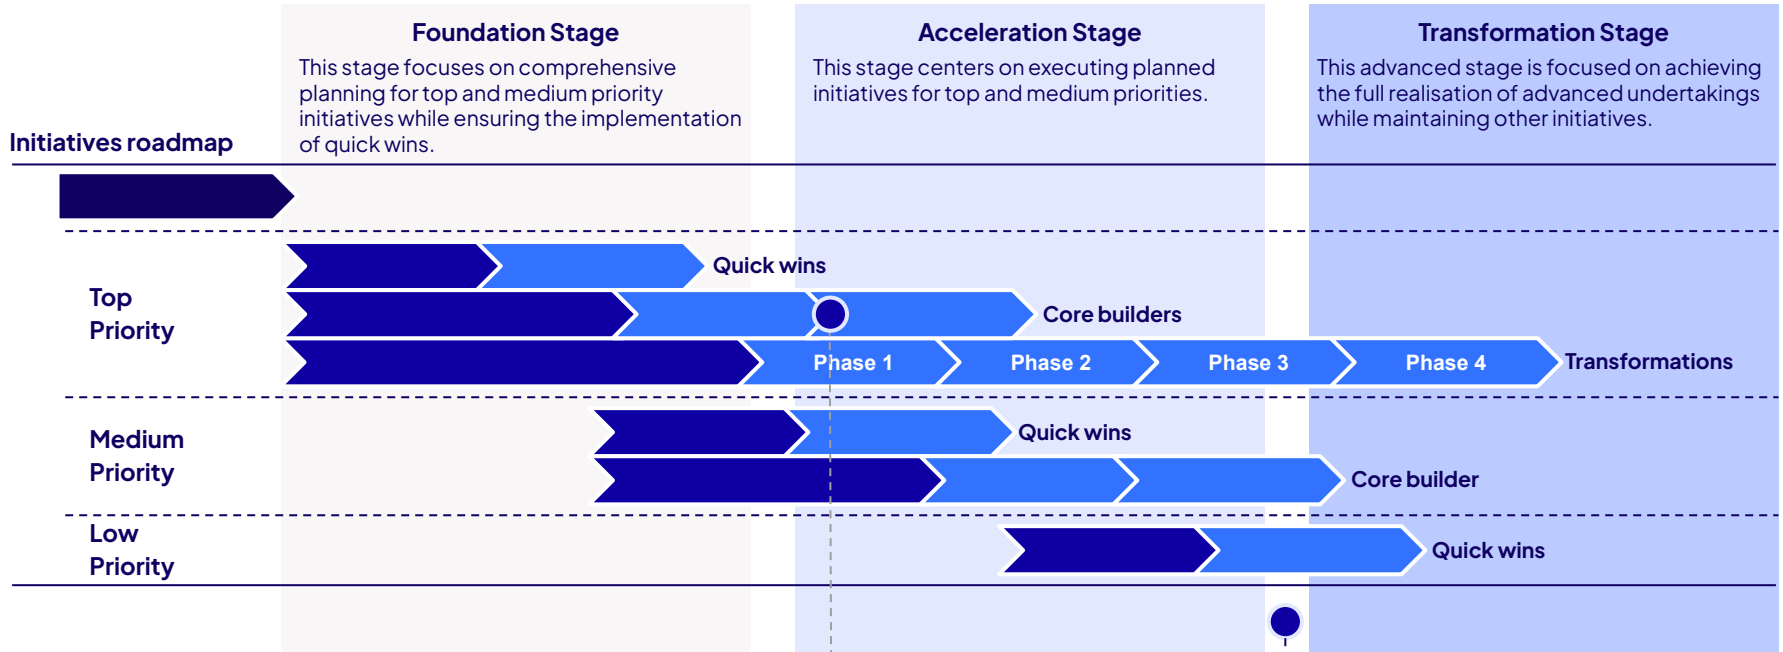 Foundation Stage
This stage focuses on comprehensive
planning for top and medium priority
initiatives while ensuring the implementation
of quick wins.
Acceleration Stage
This stage centers on executing planned
initiatives for top and medium priorities.
Transformation Stage
This advanced stage is focused on achieving
the full realisation of advanced undertakings
while maintaining other initiatives.
Initiatives roadmap
Top
Priority
Quick wins
Core builders
Phase 1
Phase 2
Phase 3
Phase 4
Transformations
Medium
Priority
Quick wins
Core builder
Low
Priority
Quick wins